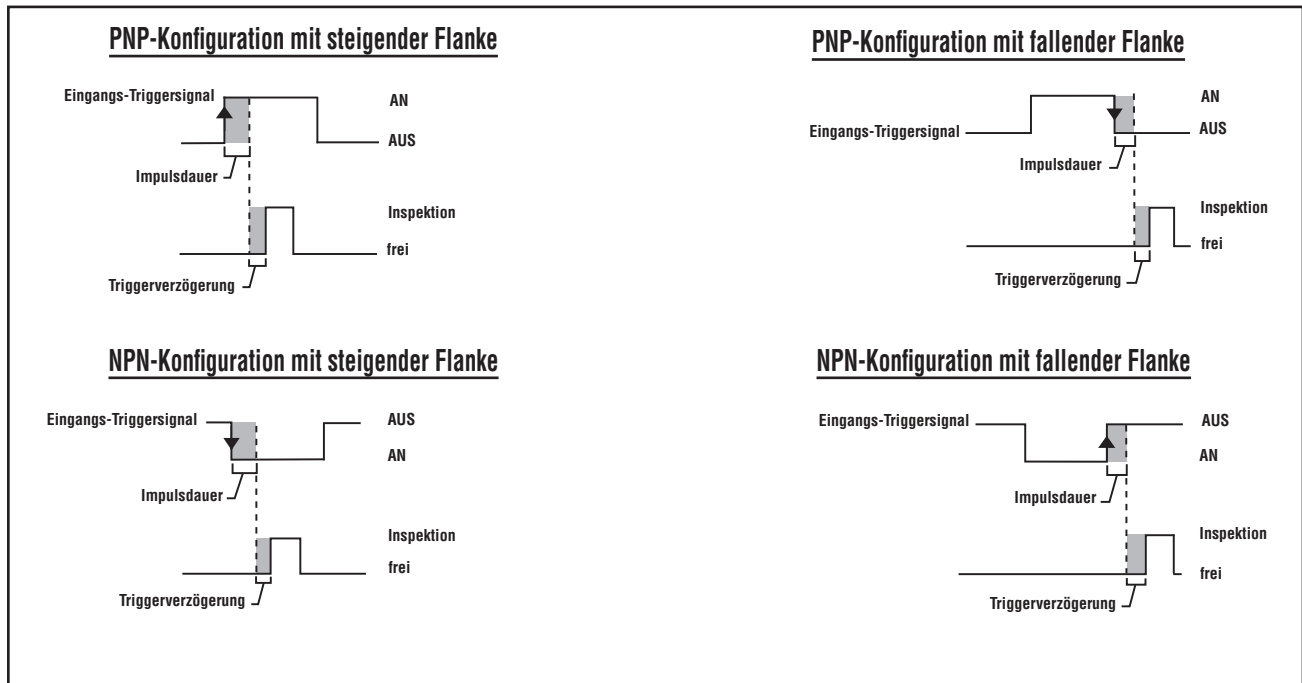 PNP-Konfiguration mit steigender Flanke
Eingangs-Triggersignal
AN
AUS
Impulsdauer
Inspektion
frei
Triggerverzögerung
PNP-Konfiguration mit fallender Flanke
AN
Eingangs-Triggersignal
AUS
Impulsdauer
Inspektion
frei
Triggerverzögerung
NPN-Konfiguration mit steigender Flanke
Eingangs-Triggersignal
AUS
AN
Impulsdauer
Inspektion
frei
Triggerverzögerung
NPN-Konfiguration mit fallender Flanke
Eingangs-Triggersignal
AUS
AN
Impulsdauer
Inspektion
frei
Triggerverzögerung